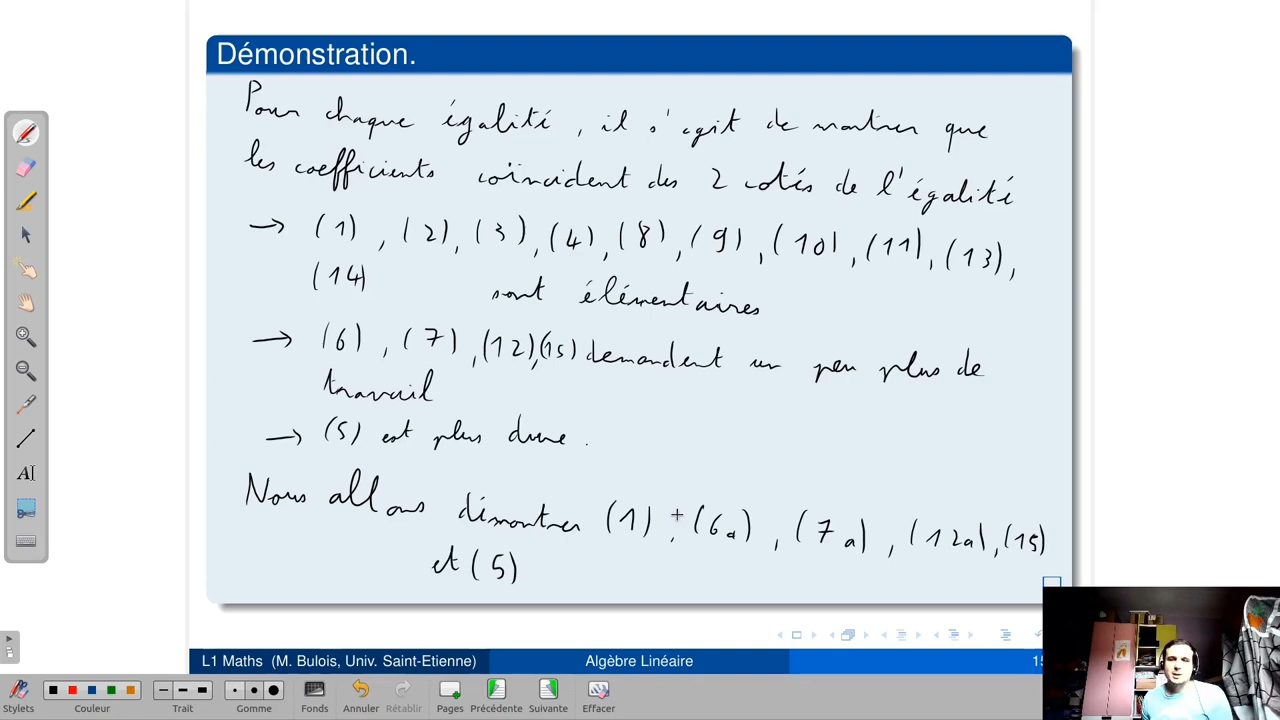 Démonstration.
Pour chaque égalité, il s'agit de montrer que
les coefficients coïncident des 2 cotés de l'égalité
→ (1), (2), (3), (4), (8), (9), (10), (11), (13),
(14) sont élémentaires
→ (6), (7), (12), (15) demandent un peu plus de
travail
→ (5) est plus dure.
Nous allons démontrer (1), (6a), (7a), (12a), (15)
et (5)
L1 Maths (M. Bulois, Univ. Saint-Etienne) Algèbre Linéaire 15
Stylets Couleur Trait Gomme Fonds Annuler Rétablir Pages Précédente Suivante Effacer